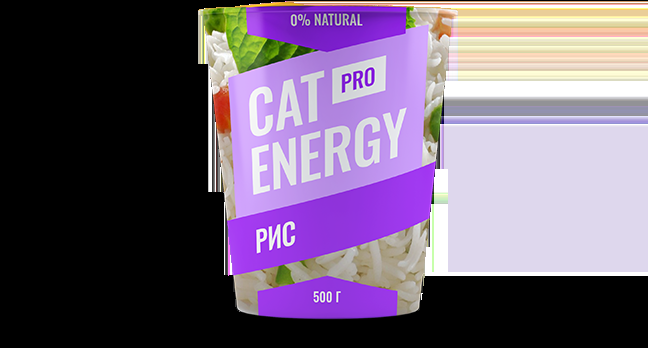 0% NATURAL
CAT PRO
ENERGY
РИС
500 Г